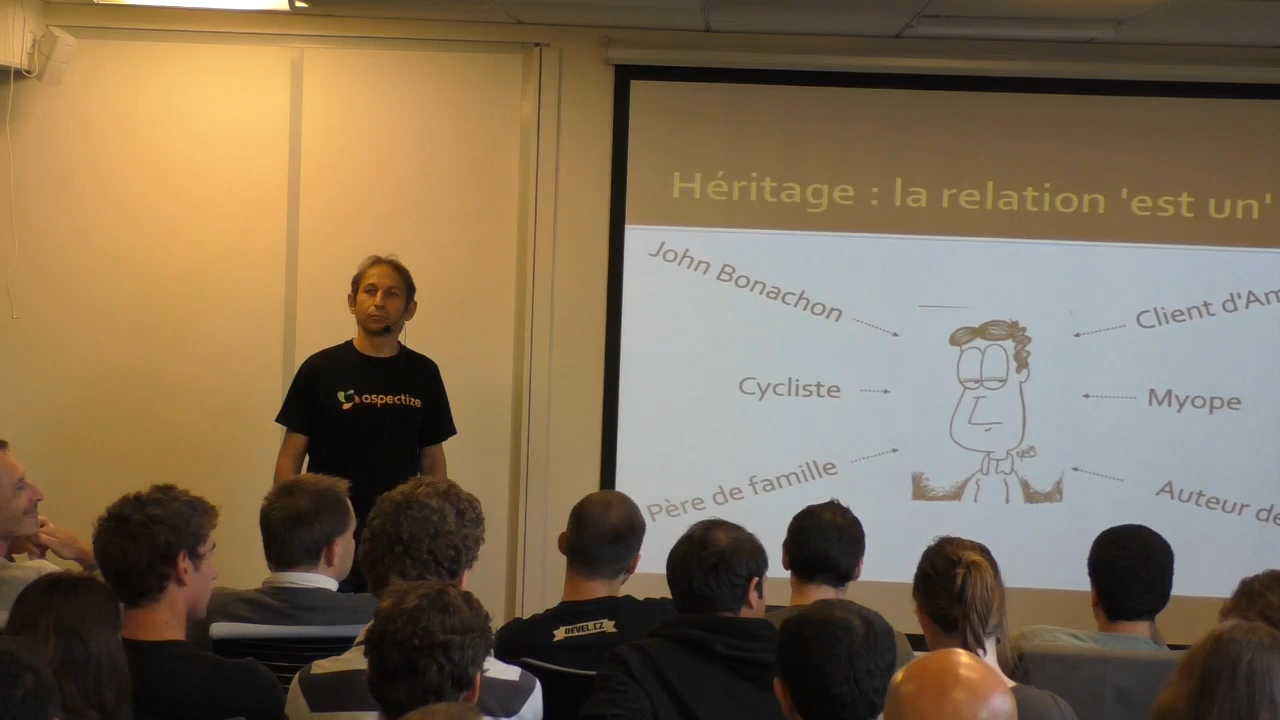 Héritage : la relation 'est un'
John Bonachon
Client d'Am
Cycliste
Myope
Père de famille
Auteur de
aspectize
DEVEL.CZ